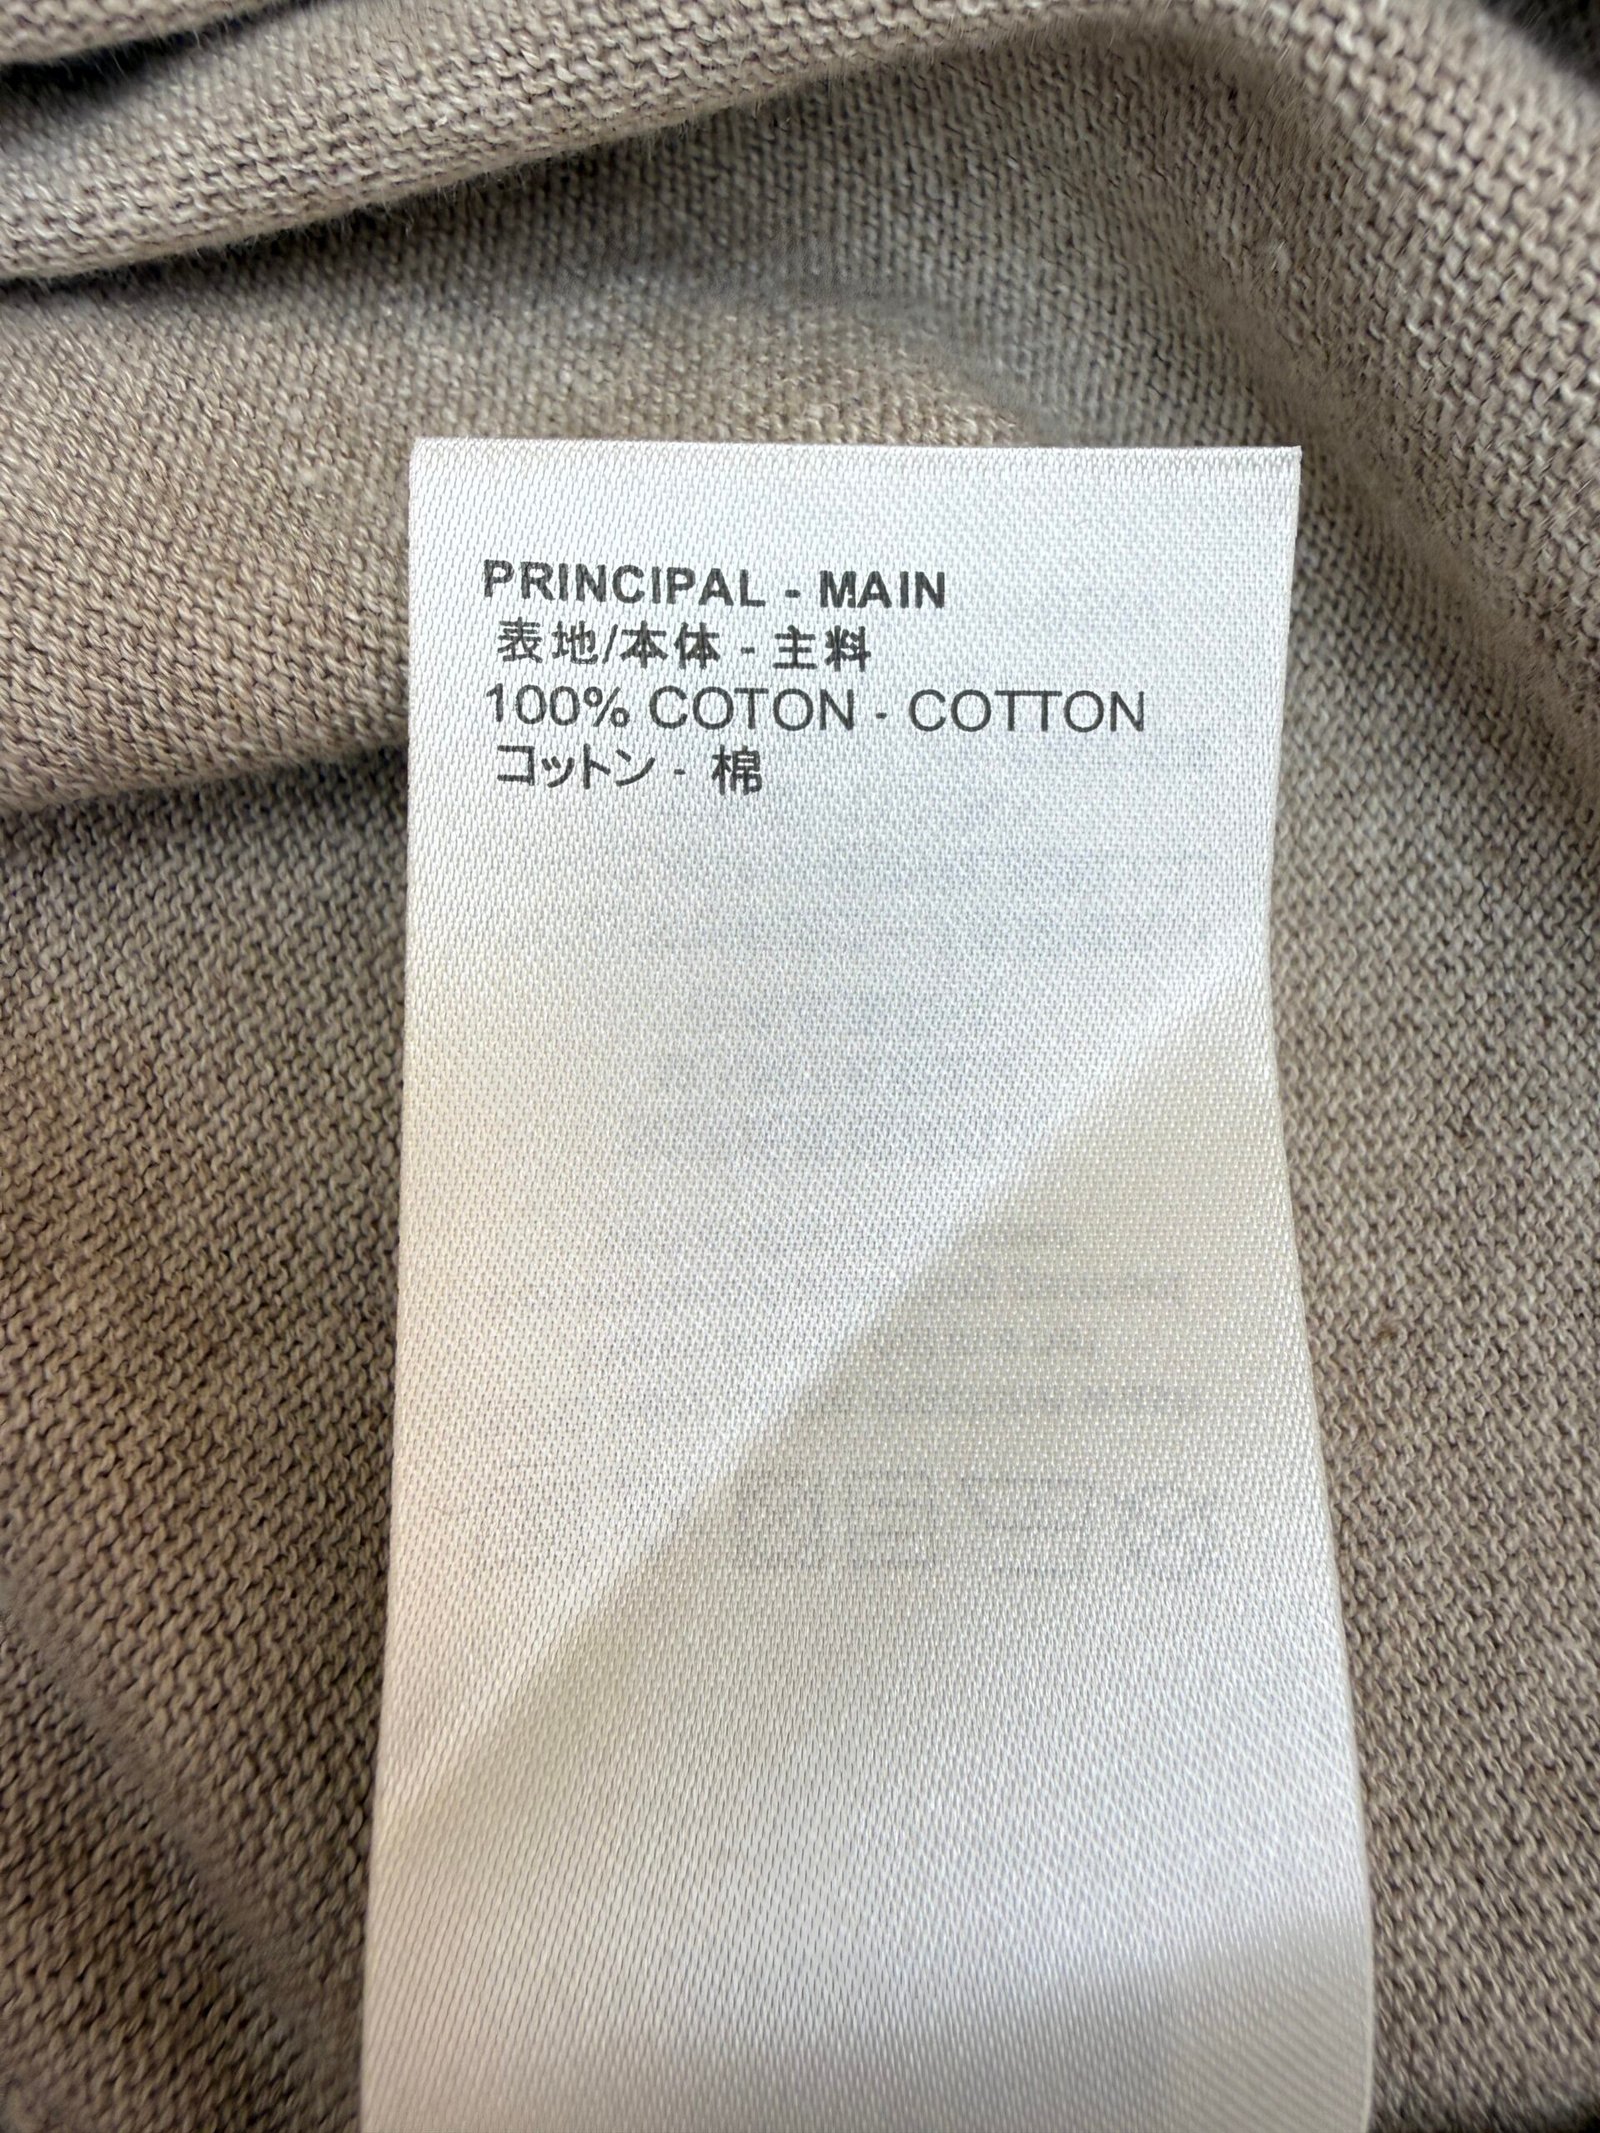 PRINCIPAL - MAIN
表地/本体 - 主料
100% COTON - COTTON
コットン - 棉